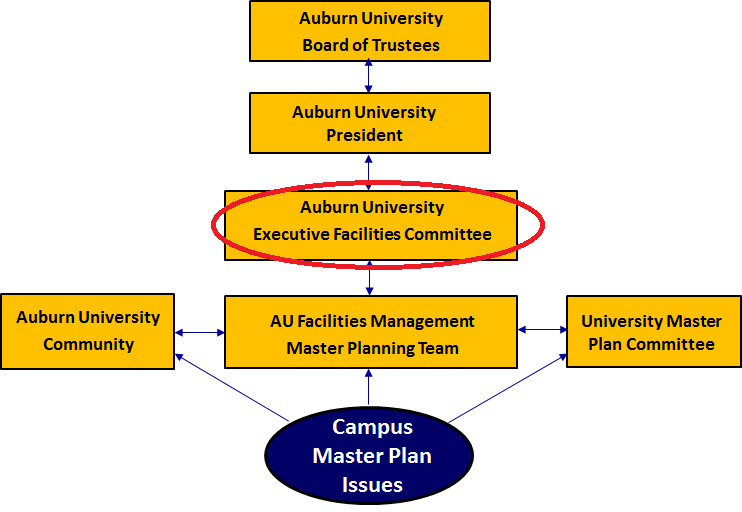 Auburn University
Board of Trustees
Auburn University
President
Auburn University
Executive Facilities Committee
Auburn University
Community
AU Facilities Management
Master Planning Team
University Master
Plan Committee
Campus
Master Plan
Issues